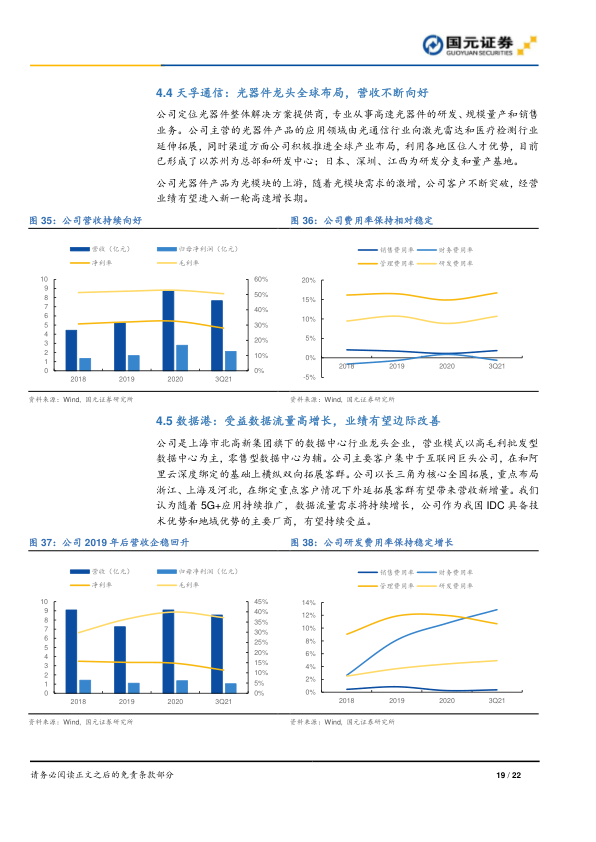 国元证券
GUOYUAN SECURITIES
4.4 天孚通信：光器件龙头全球布局，营收不断向好
公司定位光器件整体解决方案提供商，专业从事高速光器件的研发、规模量产和销售
业务。公司主营的光器件产品的应用领域由光通信行业向激光雷达和医疗检测行业
延伸拓展，同时渠道方面公司积极推进全球产业布局，利用各地区位人才优势，目前
已形成了以苏州为总部和研发中心；日本、深圳、江西为研发分支和量产基地。
公司光器件产品为光模块的上游，随着光模块需求的激增，公司客户不断突破，经营
业绩有望进入新一轮高速增长期。
图 35：公司营收持续向好
图 36：公司费用率保持相对稳定
营收（亿元）
归母净利润（亿元）
净利率
毛利率
10
9
8
7
6
5
4
3
2
1
0
60%
50%
40%
30%
20%
10%
0%
2018
2019
2020
3Q21
销售费用率
财务费用率
管理费用率
研发费用率
20%
15%
10%
5%
0%
-5%
2018
2019
2020
3Q21
资料来源：Wind，国元证券研究所
资料来源：Wind，国元证券研究所
4.5 数据港：受益数据流量高增长，业绩有望边际改善
公司是上海市北高新集团旗下的数据中心行业龙头企业，营业模式以高毛利批发型
数据中心为主，零售型数据中心为辅。公司主要客户集中于互联网巨头公司，在和阿
里云深度绑定的基础上横纵双向拓展客群。公司以长三角为核心全国拓展，重点布局
浙江、上海及河北，在绑定重点客户情况下外延拓展客群有望带来营收新增量。我们
认为随着 5G+应用持续推广，数据流量需求将持续增长，公司作为我国 IDC 具备技
术优势和地域优势的主要厂商，有望持续受益。
图 37：公司 2019 年后营收企稳回升
图 38：公司研发费用率保持稳定增长
营收（亿元）
归母净利润（亿元）
净利率
毛利率
10
9
8
7
6
5
4
3
2
1
0
45%
40%
35%
30%
25%
20%
15%
10%
5%
0%
2018
2019
2020
3Q21
销售费用率
财务费用率
管理费用率
研发费用率
14%
12%
10%
8%
6%
4%
2%
0%
2018
2019
2020
3Q21
资料来源：Wind，国元证券研究所
资料来源：Wind，国元证券研究所
请务必阅读正文之后的免责条款部分
19 / 22